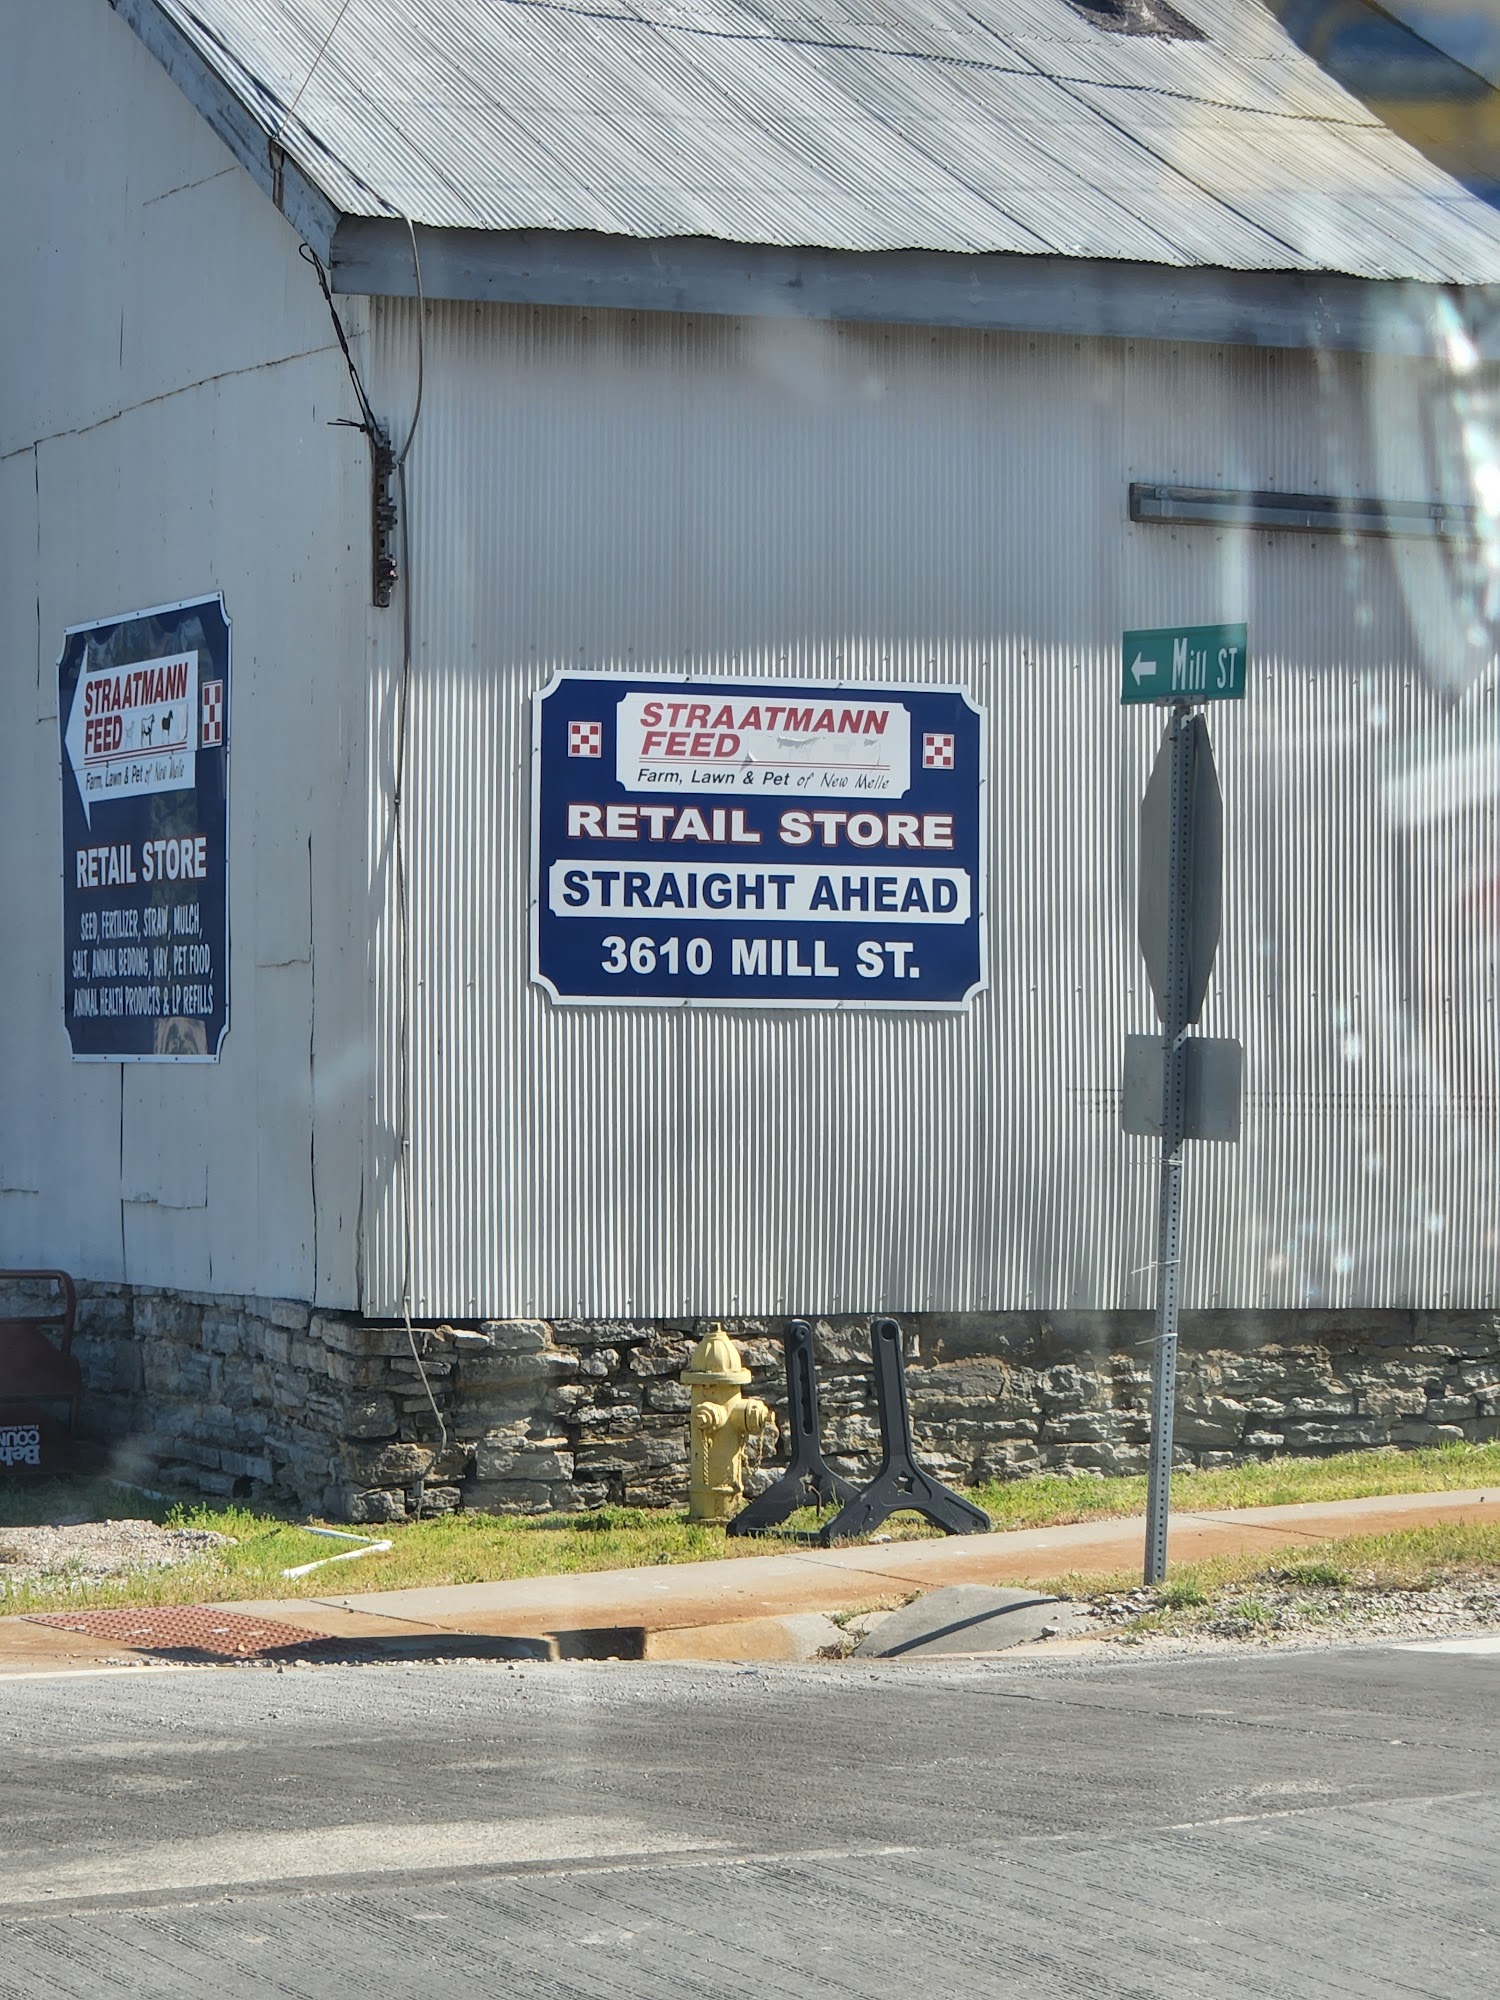 STRAATMANN
FEED
Farm, Lawn & Pet of New Melle
RETAIL STORE
SEED, FERTILIZER, STRAW, MULCH,
SALT, ANIMAL BEDDING, HAY, PET FOOD,
ANIMAL HEALTH PRODUCTS & LP REFILLS
STRAATMANN
FEED
Farm, Lawn & Pet of New Melle
RETAIL STORE
STRAIGHT AHEAD
3610 MILL ST.
← Mill ST